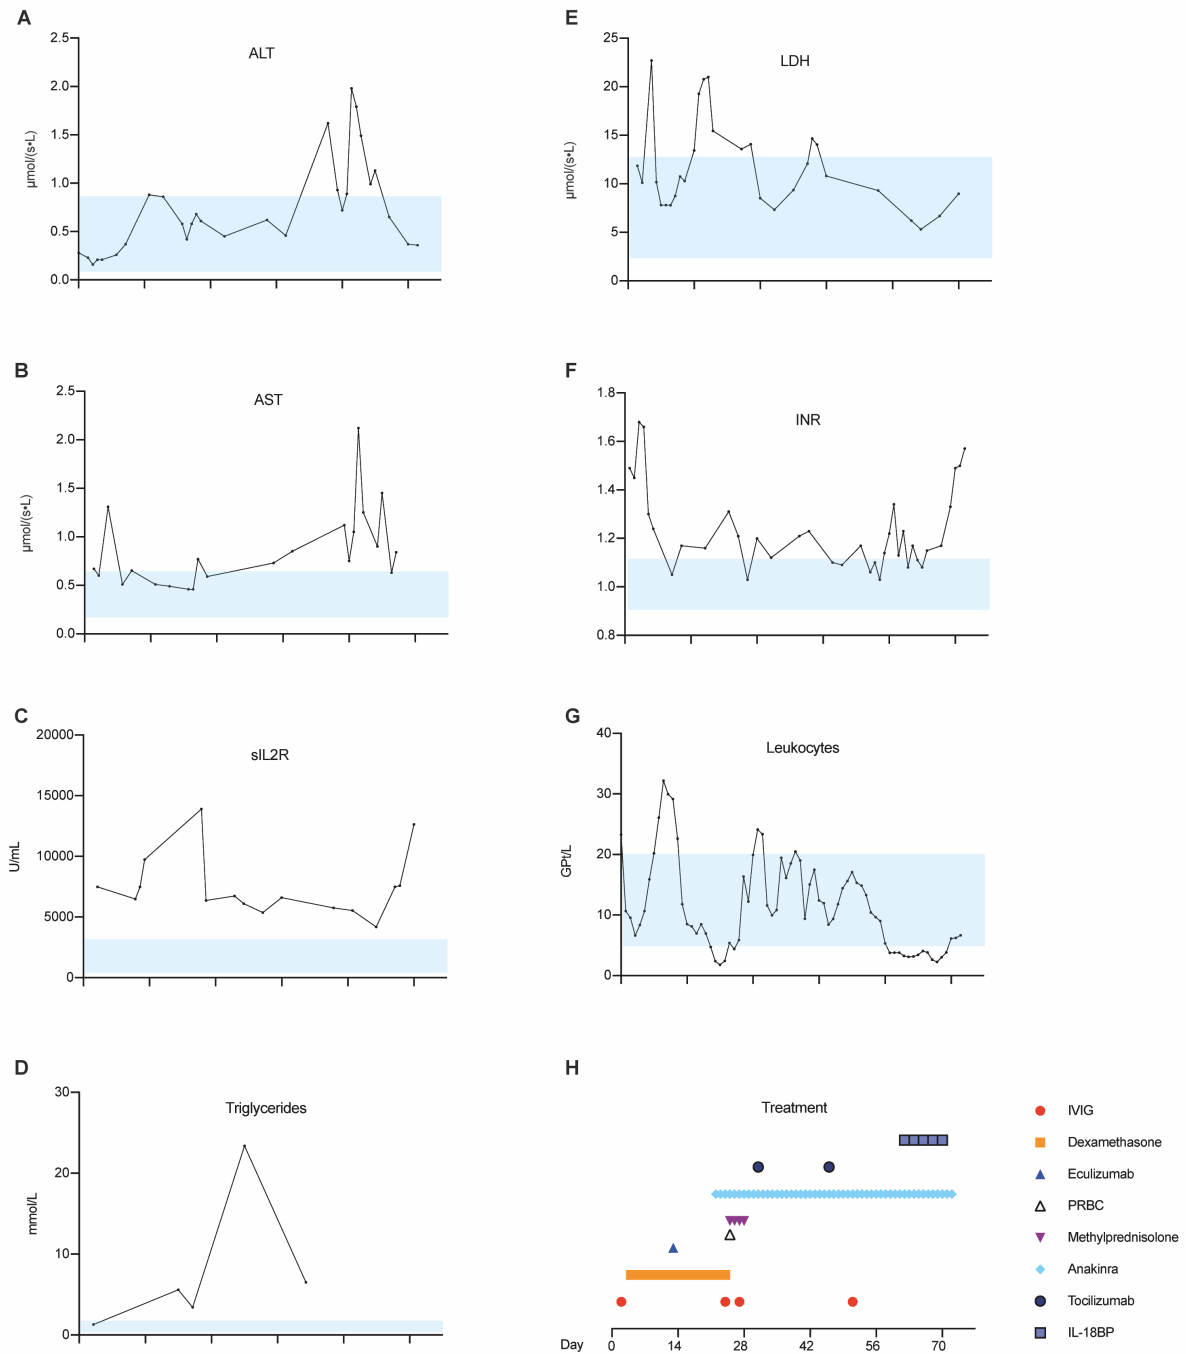 A
ALT
µmol/(s•L)
2.5
2.0
1.5
1.0
0.5
0.0
B
AST
µmol/(s•L)
2.5
2.0
1.5
1.0
0.5
0.0
C
sIL2R
U/mL
20000
15000
10000
5000
0
D
Triglycerides
mmol/L
30
20
10
0
E
LDH
µmol/(s•L)
25
20
15
10
5
0
F
INR
1.8
1.6
1.4
1.2
1.0
0.8
G
Leukocytes
GPt/L
40
30
20
10
0
H
Treatment
Day 0 14 28 42 56 70
IVIG
Dexamethasone
Eculizumab
PRBC
Methylprednisolone
Anakinra
Tocilizumab
IL-18BP